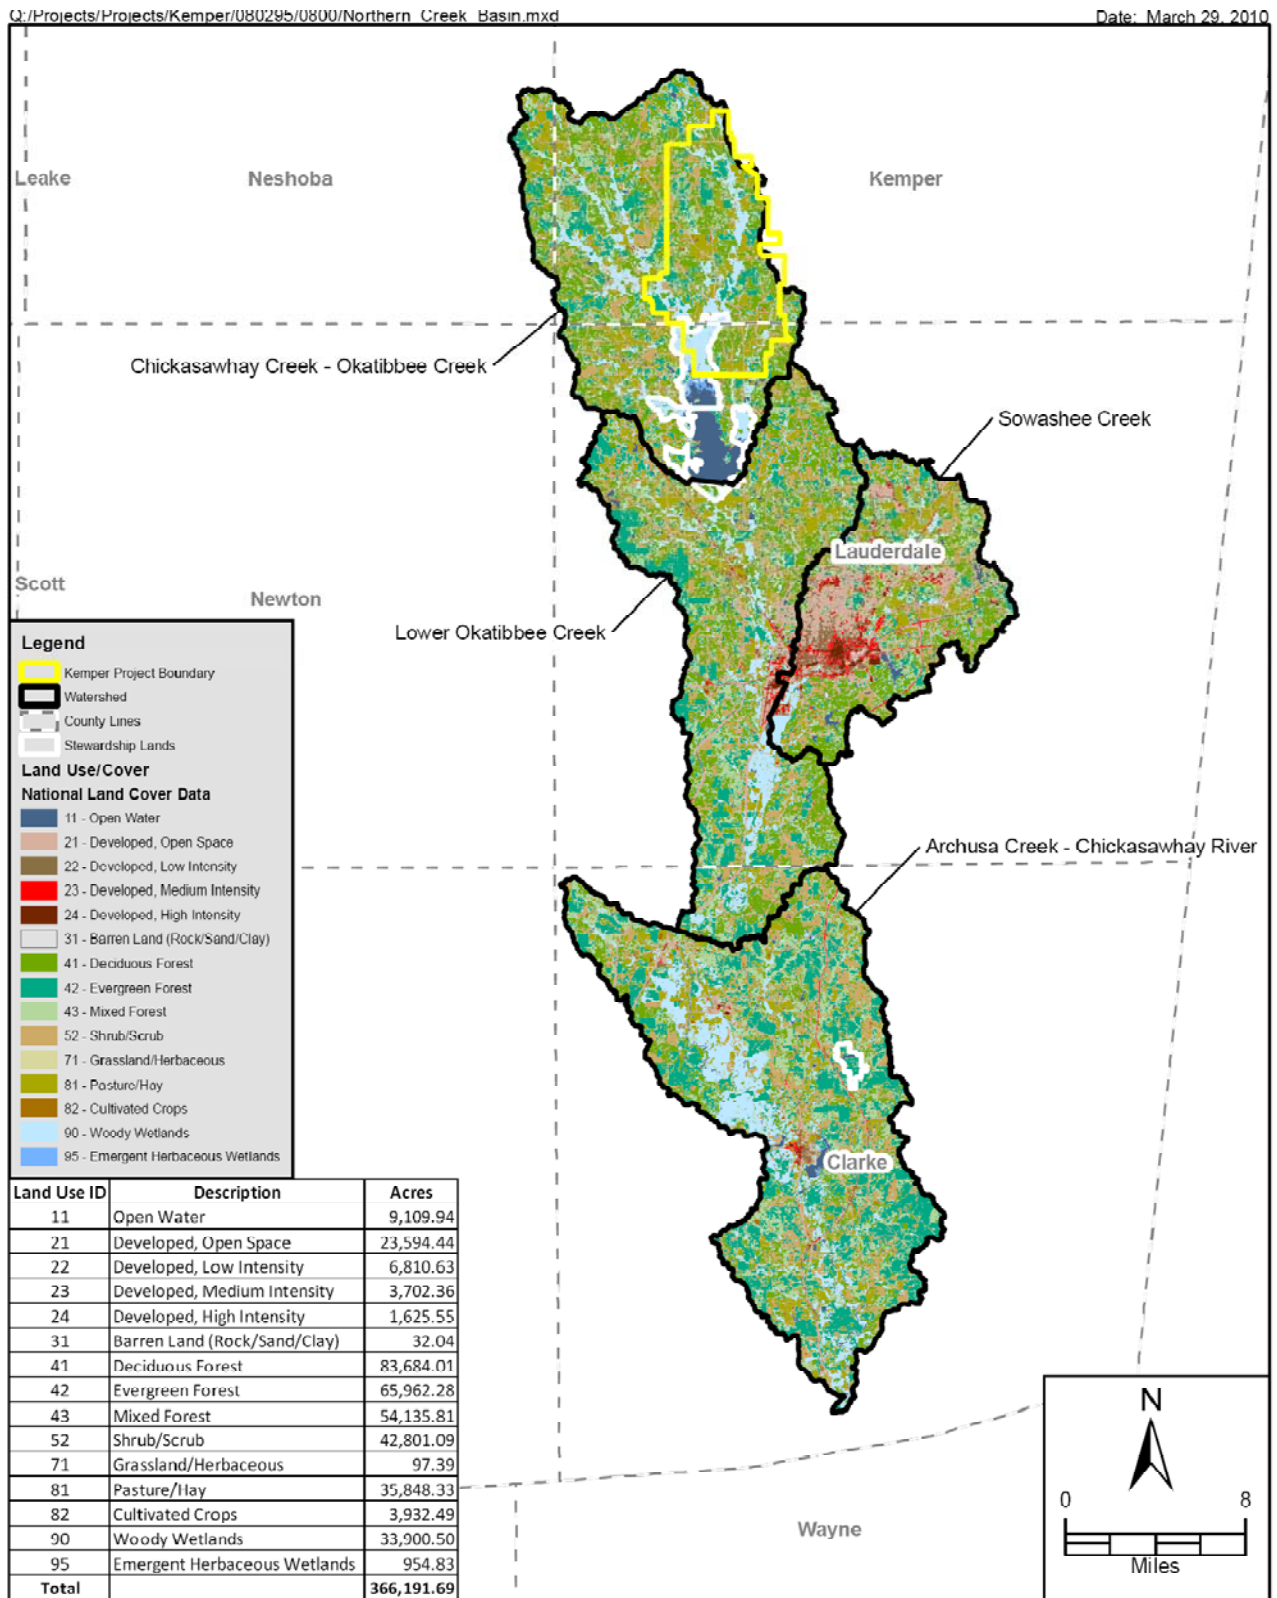 Q:/Projects/Projects/Kemper/080295/0800/Northern_Creek_Basin.mxd
Date: March 29, 2010
Leake
Neshoba
Kemper
Chickasawhay Creek - Okatibbee Creek
Sowashee Creek
Lauderdale
Scott
Newton
Lower Okatibbee Creek
Legend
Kemper Project Boundary
Watershed
County Lines
Stewardship Lands
Land Use/Cover
National Land Cover Data
11 - Open Water
21 - Developed, Open Space
22 - Developed, Low Intensity
23 - Developed, Medium Intensity
24 - Developed, High Intensity
31 - Barren Land (Rock/Sand/Clay)
41 - Deciduous Forest
42 - Evergreen Forest
43 - Mixed Forest
52 - Shrub/Scrub
71 - Grassland/Herbaceous
81 - Pasture/Hay
82 - Cultivated Crops
90 - Woody Wetlands
95 - Emergent Herbaceous Wetlands
Archusa Creek - Chickasawhay River
Clarke
Land Use ID Description Acres
11 Open Water 9,109.94
21 Developed, Open Space 23,594.44
22 Developed, Low Intensity 6,810.63
23 Developed, Medium Intensity 3,702.36
24 Developed, High Intensity 1,625.55
31 Barren Land (Rock/Sand/Clay) 32.04
41 Deciduous Forest 83,684.01
42 Evergreen Forest 65,962.28
43 Mixed Forest 54,135.81
52 Shrub/Scrub 42,801.09
71 Grassland/Herbaceous 97.39
81 Pasture/Hay 35,848.33
82 Cultivated Crops 3,932.49
90 Woody Wetlands 33,900.50
95 Emergent Herbaceous Wetlands 954.83
Total 366,191.69
Wayne
N
0 8
Miles